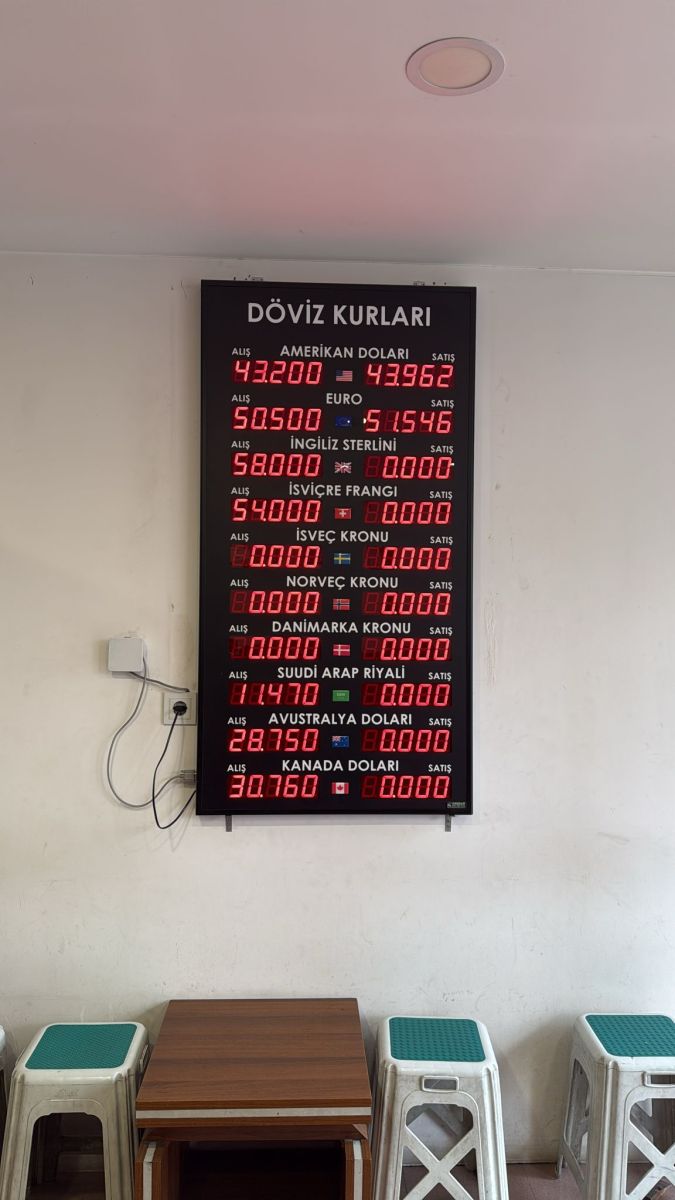 DÖVİZ KURLARI
ALIŞ AMERİKAN DOLARI SATIŞ
43.200 43.962
ALIŞ EURO SATIŞ
50.500 51.546
ALIŞ İNGİLİZ STERLİNİ SATIŞ
58.000 0.000
ALIŞ İSVİÇRE FRANGI SATIŞ
54.000 0.000
ALIŞ İSVEÇ KRONU SATIŞ
0.000 0.000
ALIŞ NORVEÇ KRONU SATIŞ
0.000 0.000
ALIŞ DANİMARKA KRONU SATIŞ
0.000 0.000
ALIŞ SUUDİ ARAP RİYALİ SATIŞ
11.470 0.000
ALIŞ AVUSTRALYA DOLARI SATIŞ
28.750 0.000
ALIŞ KANADA DOLARI SATIŞ
30.760 0.000